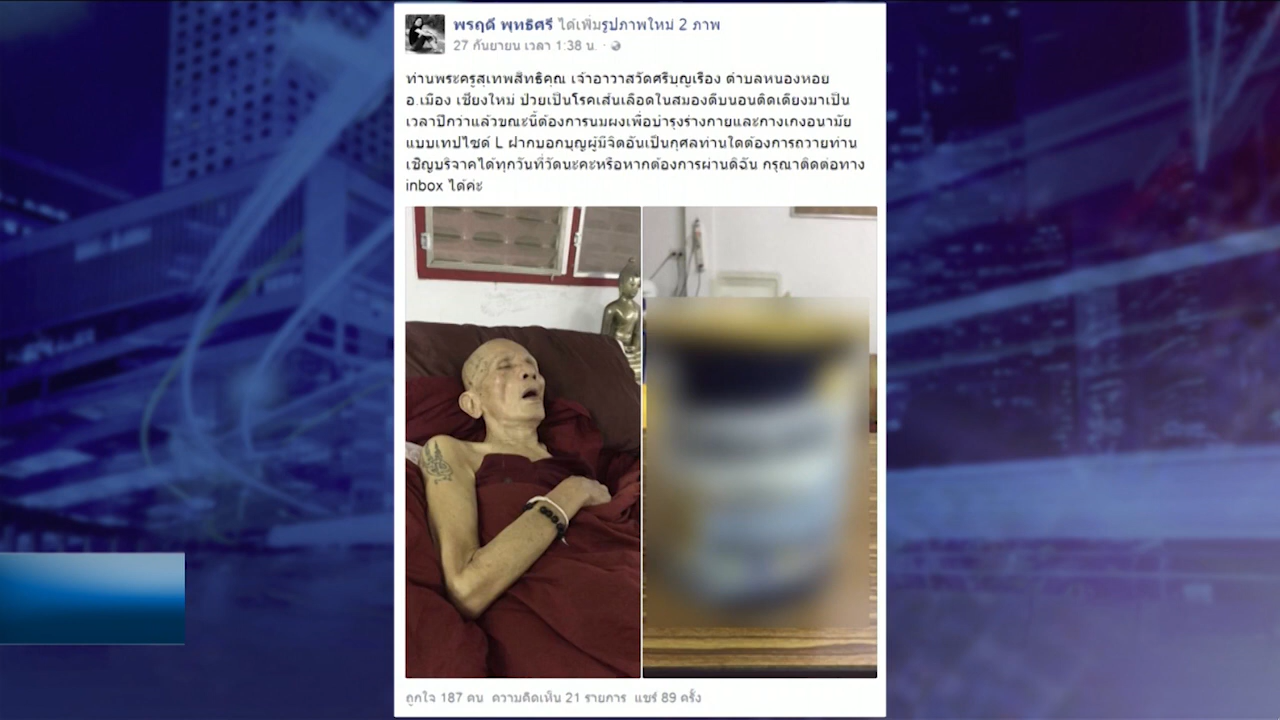 พรฤดี พุทธิศรี ได้เพิ่มรูปภาพใหม่ 2 ภาพ
27 กันยายน เวลา 1:38 น. ·
ท่านพระครูสุเทพสิทธิคุณ เจ้าอาวาสวัดศรีบุญเรือง ตำบลหนองหอย
อ.เมือง เชียงใหม่ ป่วยเป็นโรคเส้นเลือดในสมองตีบนอนติดเตียงมาเป็น
เวลาปีกว่าแล้วขณะนี้ต้องการนมผงเพื่อบำรุงร่างกายและกางเกงอนามัย
แบบเทปไซด์ L ฝากบอกบุญผู้มีจิตอันเป็นกุศลท่านใดต้องการถวายท่าน
เชิญบริจาคได้ทุกวันที่วัดนะคะหรือหากต้องการผ่านดิฉัน กรุณาติดต่อทาง
inbox ได้ค่ะ
ถูกใจ 187 คน ความคิดเห็น 21 รายการ แชร์ 89 ครั้ง